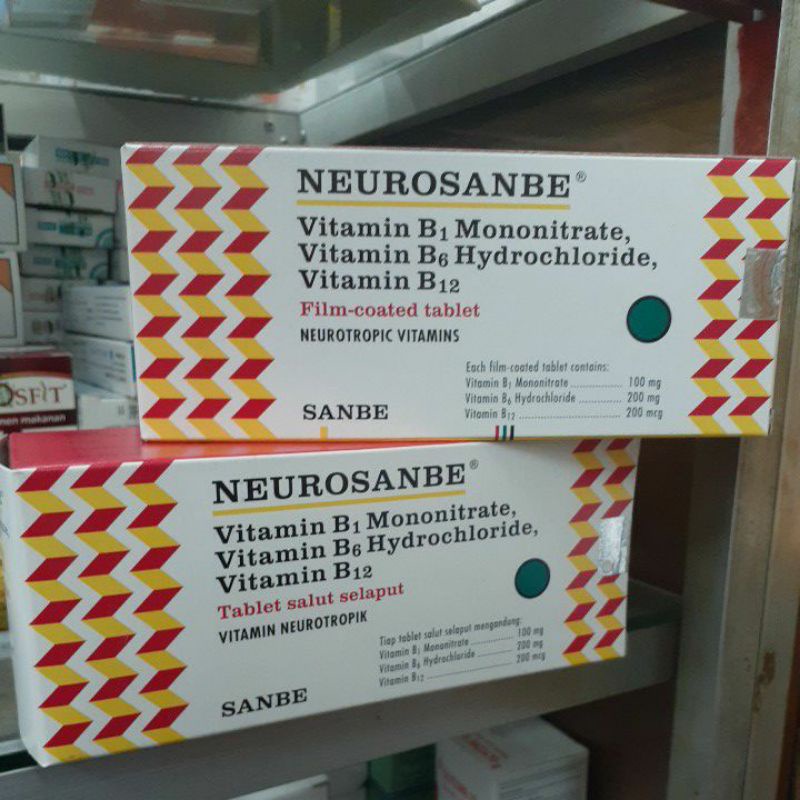 NEUROSANBE®
Vitamin B1 Mononitrate,
Vitamin B6 Hydrochloride,
Vitamin B12
Film-coated tablet
NEUROTROPIC VITAMINS
Each film-coated tablet contains:
Vitamin B1 Mononitrate ................ 100 mg
Vitamin B6 Hydrochloride ............ 200 mg
Vitamin B12 ................................ 200 mcg
SANBE
OSFIT
men makanan
NEUROSANBE®
Vitamin B1 Mononitrate,
Vitamin B6 Hydrochloride,
Vitamin B12
Tablet salut selaput
VITAMIN NEUROTROPIK
Tiap tablet salut selaput mengandung:
Vitamin B1 Mononitrate ................ 100 mg
Vitamin B6 Hydrochloride ............ 200 mg
Vitamin B12 ................................ 200 mcg
SANBE